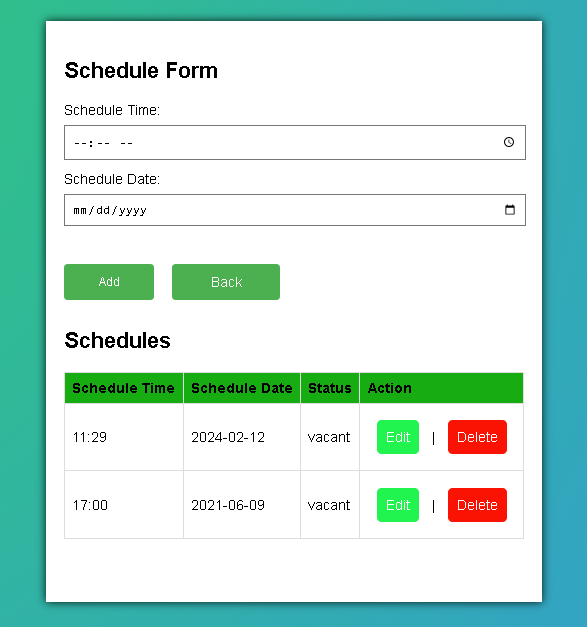 Schedule Form
Schedule Time:
--:-- --
Schedule Date:
mm/dd/yyyy
Add Back
Schedules
Schedule Time Schedule Date Status Action
11:29 2024-02-12 vacant Edit | Delete
17:00 2021-06-09 vacant Edit | Delete